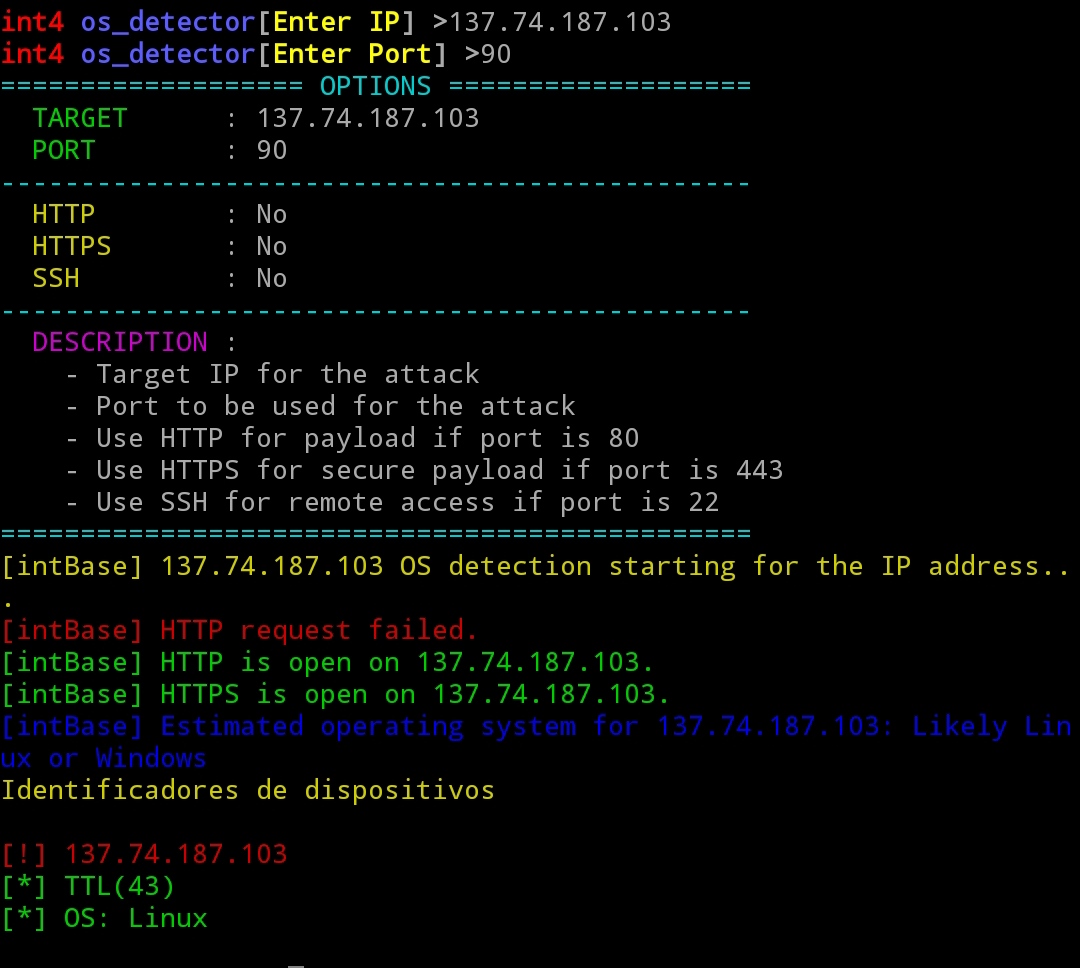 int4 os_detector[Enter IP] >137.74.187.103
int4 os_detector[Enter Port] >90
=================== OPTIONS ===================
TARGET : 137.74.187.103
PORT : 90
-----------------------------------------------
HTTP : No
HTTPS : No
SSH : No
-----------------------------------------------
DESCRIPTION :
- Target IP for the attack
- Port to be used for the attack
- Use HTTP for payload if port is 80
- Use HTTPS for secure payload if port is 443
- Use SSH for remote access if port is 22
===============================================
[intBase] 137.74.187.103 OS detection starting for the IP address..
.
[intBase] HTTP request failed.
[intBase] HTTP is open on 137.74.187.103.
[intBase] HTTPS is open on 137.74.187.103.
[intBase] Estimated operating system for 137.74.187.103: Likely Lin
ux or Windows
Identificadores de dispositivos
[!] 137.74.187.103
[*] TTL(43)
[*] OS: Linux